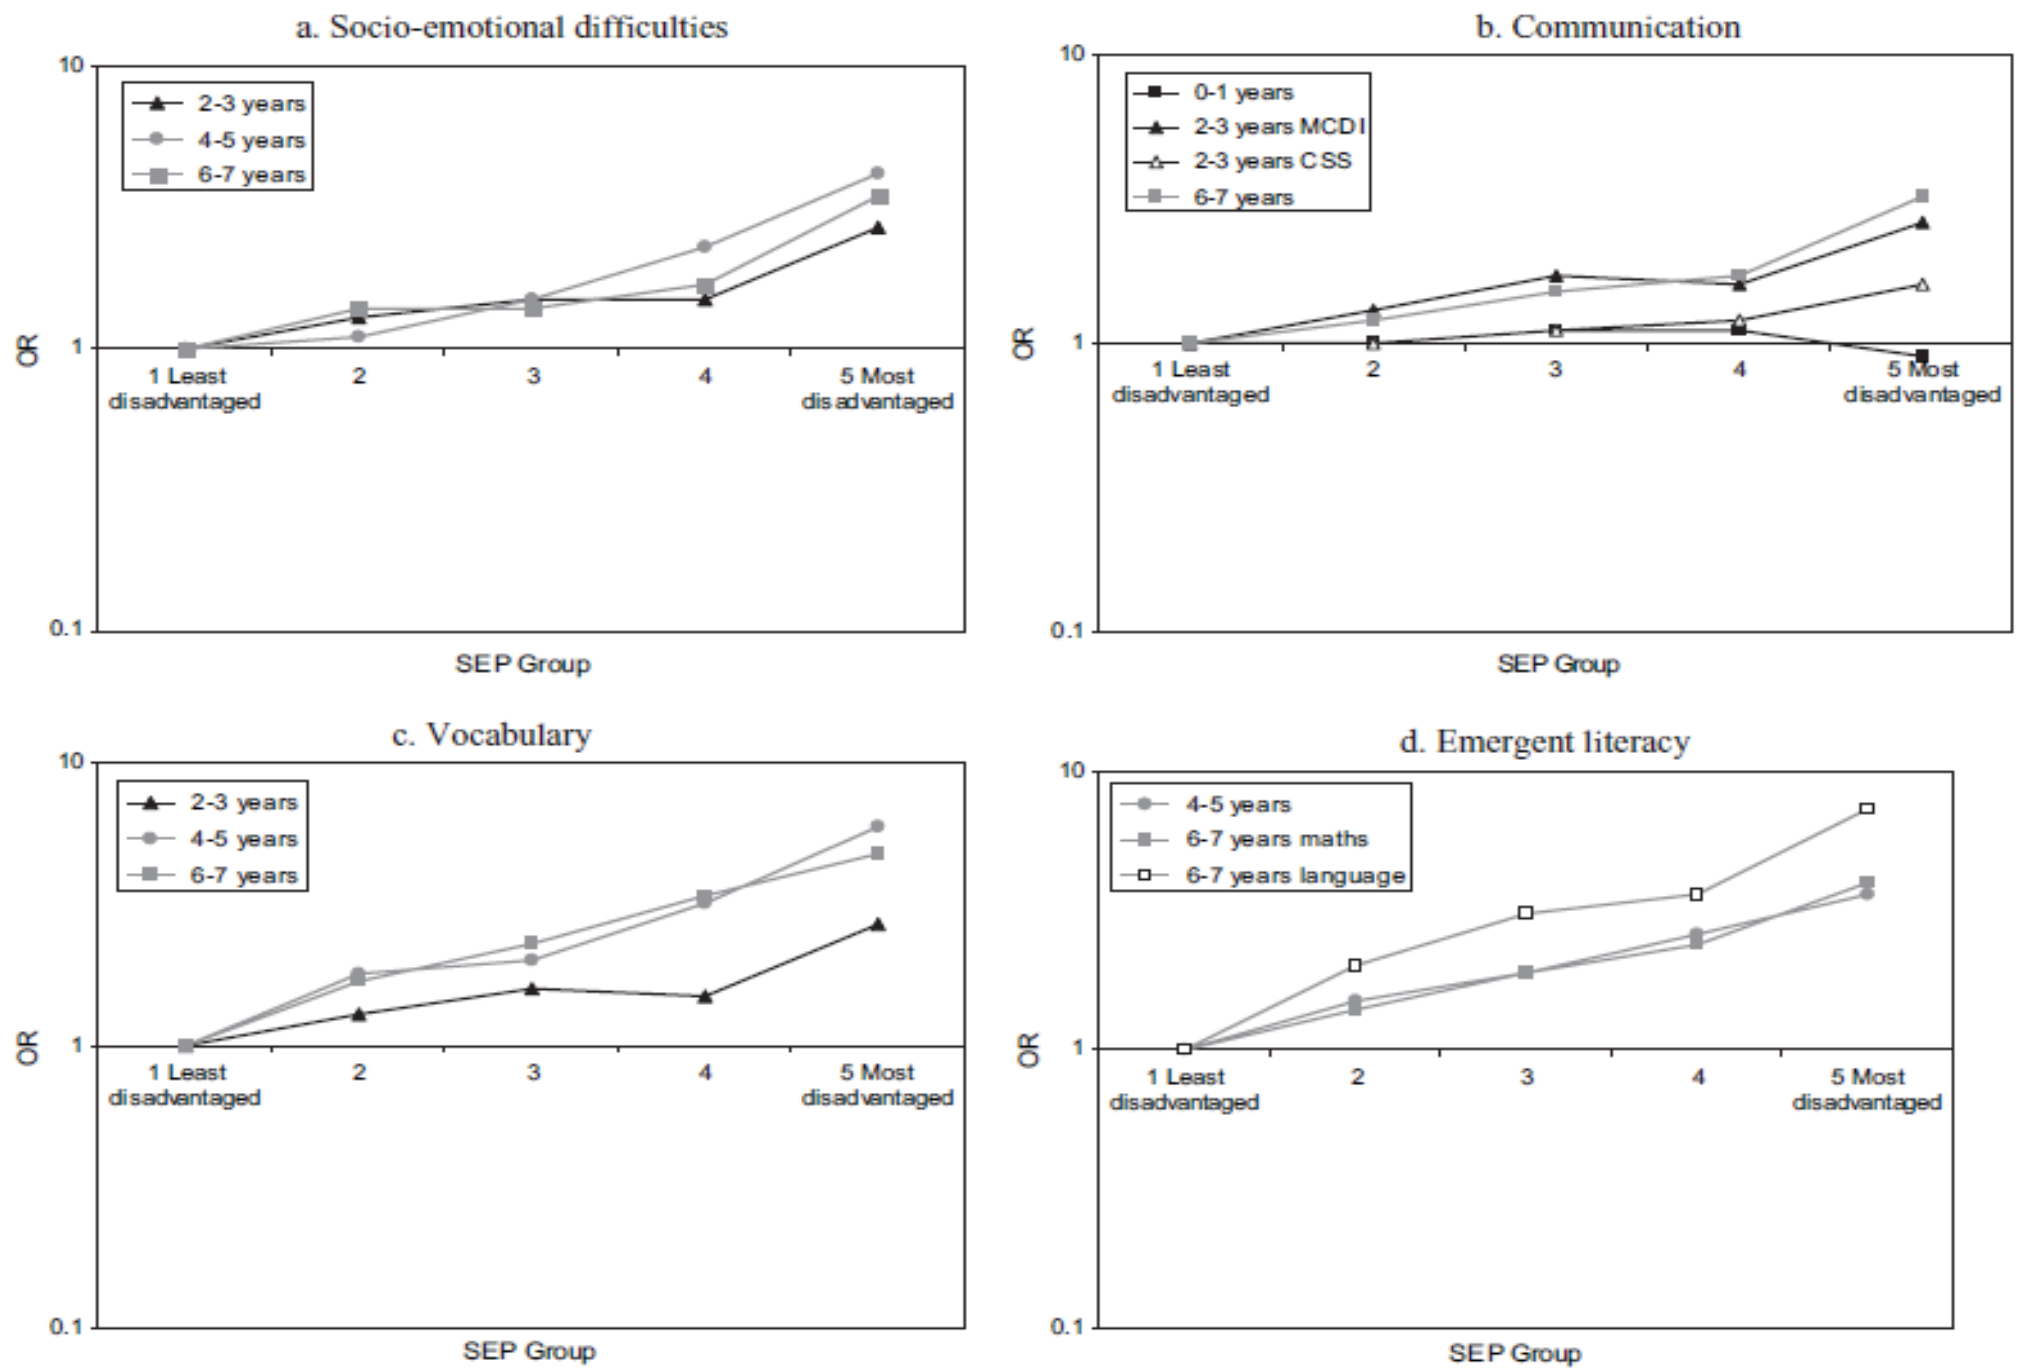 a. Socio-emotional difficulties
10
2-3 years
4-5 years
6-7 years
OR
1
1 Least
disadvantaged
2
3
4
5 Most
disadvantaged
0.1
SEP Group
b. Communication
10
0-1 years
2-3 years MCDI
2-3 years CSS
6-7 years
OR
1
1 Least
disadvantaged
2
3
4
5 Most
disadvantaged
0.1
SEP Group
c. Vocabulary
10
2-3 years
4-5 years
6-7 years
OR
1
1 Least
disadvantaged
2
3
4
5 Most
disadvantaged
0.1
SEP Group
d. Emergent literacy
10
4-5 years
6-7 years maths
6-7 years language
OR
1
1 Least
disadvantaged
2
3
4
5 Most
disadvantaged
0.1
SEP Group